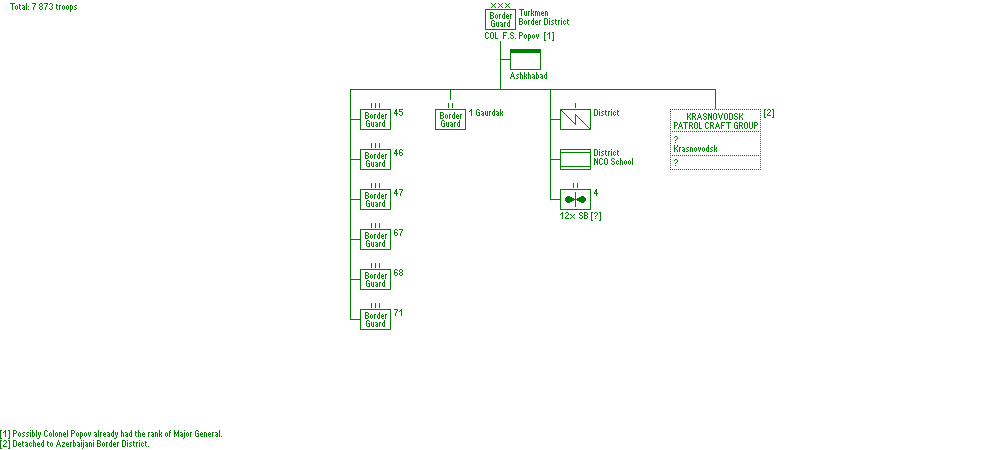 Total: 7 873 troops
XXX
Border
Guard
Turkmen
Border District
COL F.S. Popov [1]
Ashkhabad
III
Border
Guard
45
II
Border
Guard
1 Gaurdak
I
District
KRASNOVODSK
PATROL CRAFT GROUP
?
Krasnovodsk
?
[2]
III
Border
Guard
46
District
NCO School
III
Border
Guard
47
II
4
12x SB [?]
III
Border
Guard
67
III
Border
Guard
68
III
Border
Guard
71
[1] Possibly Colonel Popov already had the rank of Major General.
[2] Detached to Azerbaijani Border District.